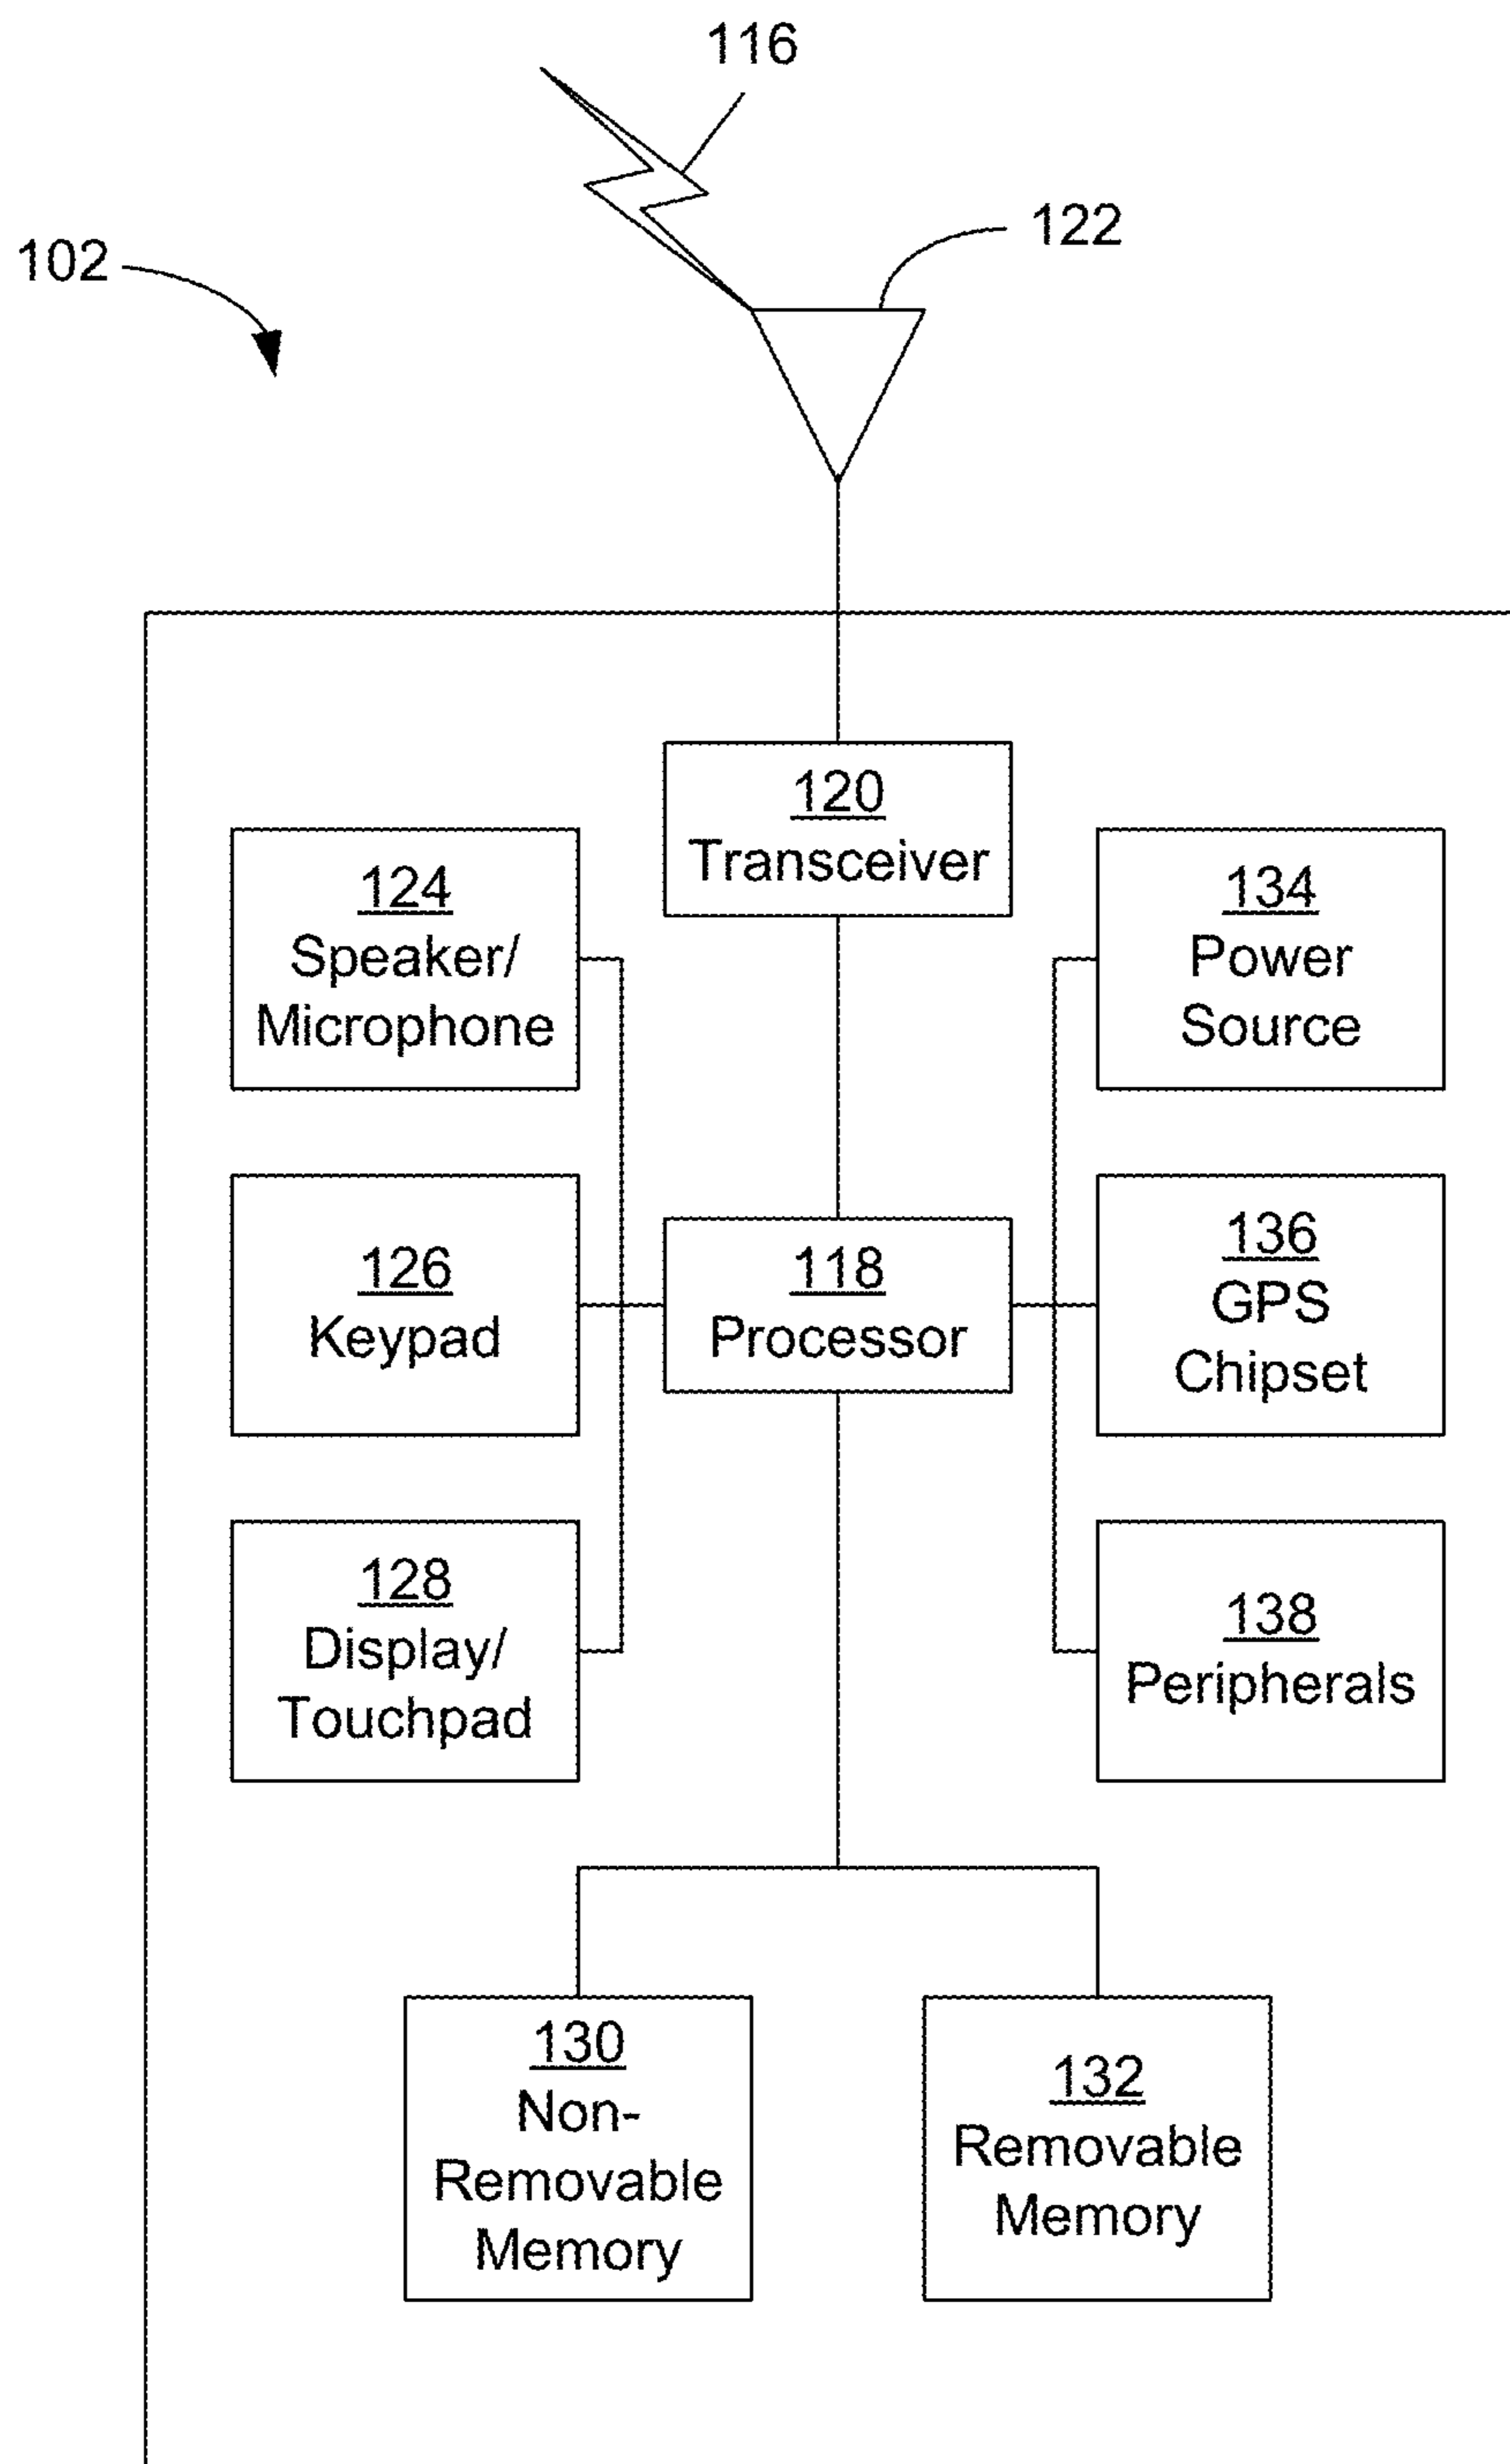 116
122
102
120
Transceiver
124
Speaker/
Microphone
134
Power
Source
126
Keypad
118
Processor
136
GPS
Chipset
128
Display/
Touchpad
138
Peripherals
130
Non-
Removable
Memory
132
Removable
Memory